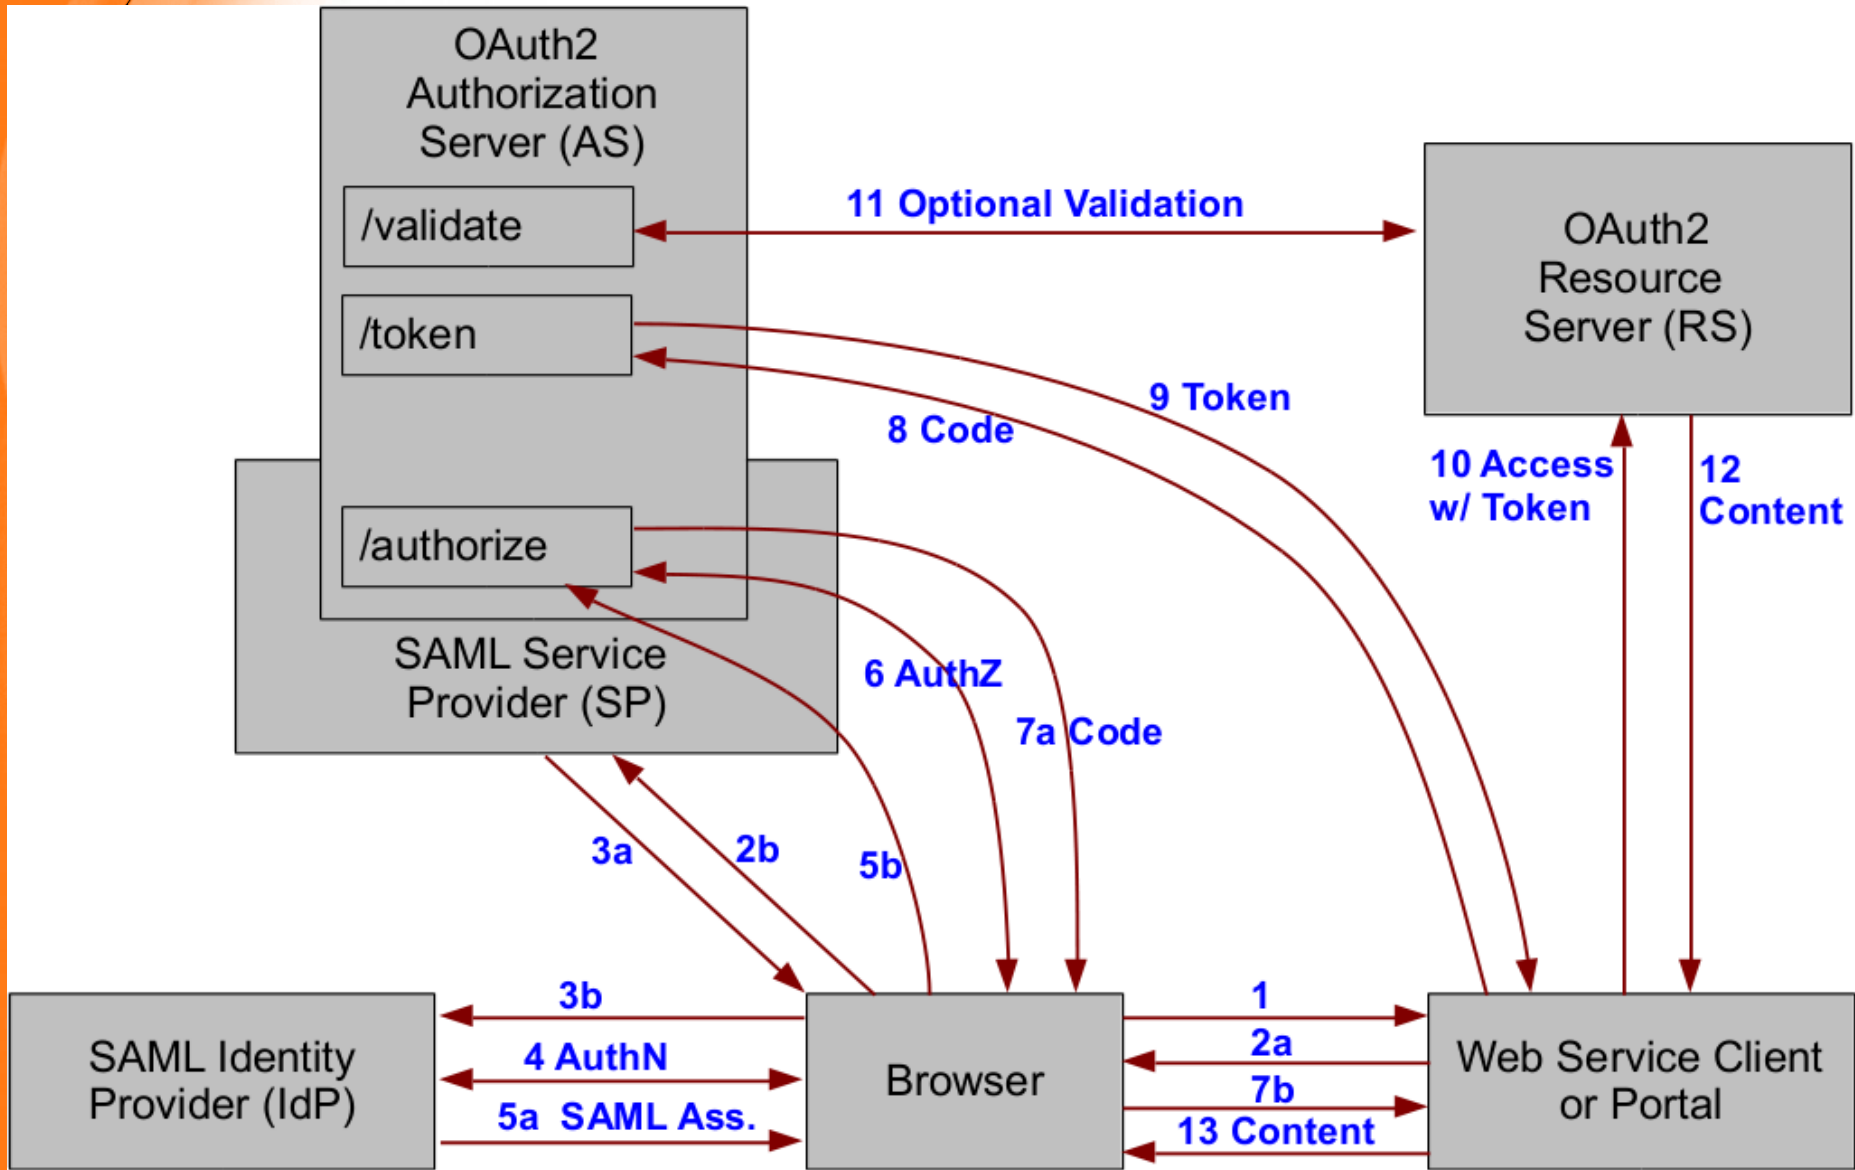 OAuth2
Authorization
Server (AS)
/validate
/token
/authorize
SAML Service
Provider (SP)
11 Optional Validation
OAuth2
Resource
Server (RS)
9 Token
8 Code
10 Access
w/ Token
12
Content
6 AuthZ
7a Code
3a
2b
5b
3b
4 AuthN
5a SAML Ass.
SAML Identity
Provider (IdP)
Browser
1
2a
7b
13 Content
Web Service Client
or Portal